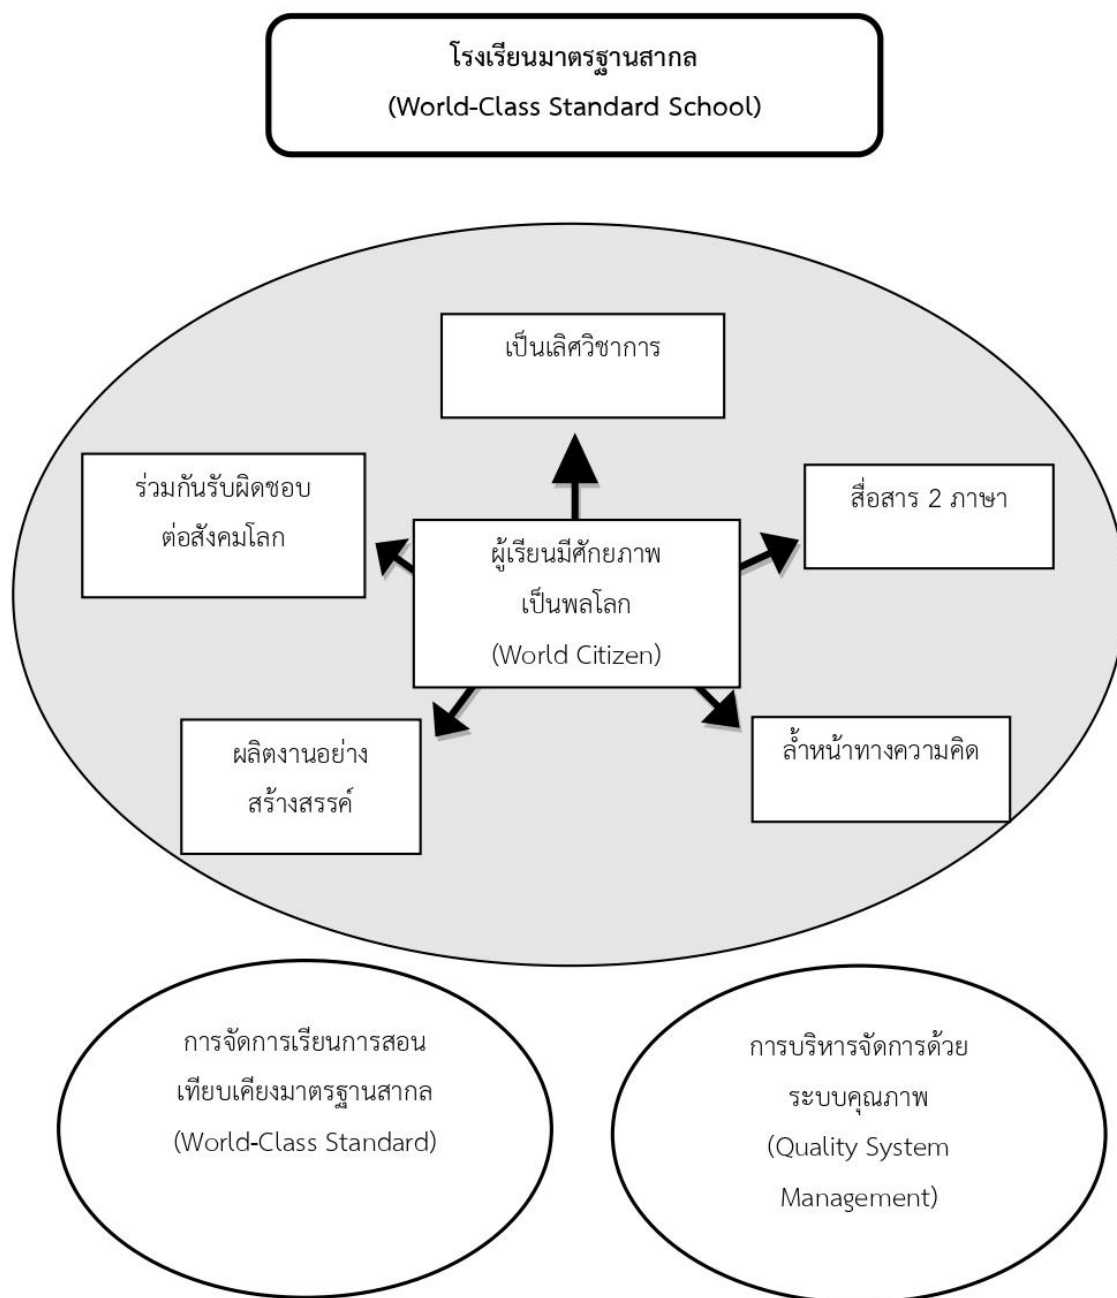 โรงเรียนมาตรฐานสากล
(World-Class Standard School)
เป็นเลิศวิชาการ
ร่วมกันรับผิดชอบ
ต่อสังคมโลก
สื่อสาร 2 ภาษา
ผู้เรียนมีศักยภาพ
เป็นพลโลก
(World Citizen)
ผลิตงานอย่าง
สร้างสรรค์
ล้ำหน้าทางความคิด
การจัดการเรียนการสอน
เทียบเคียงมาตรฐานสากล
(World-Class Standard)
การบริหารจัดการด้วย
ระบบคุณภาพ
(Quality System
Management)